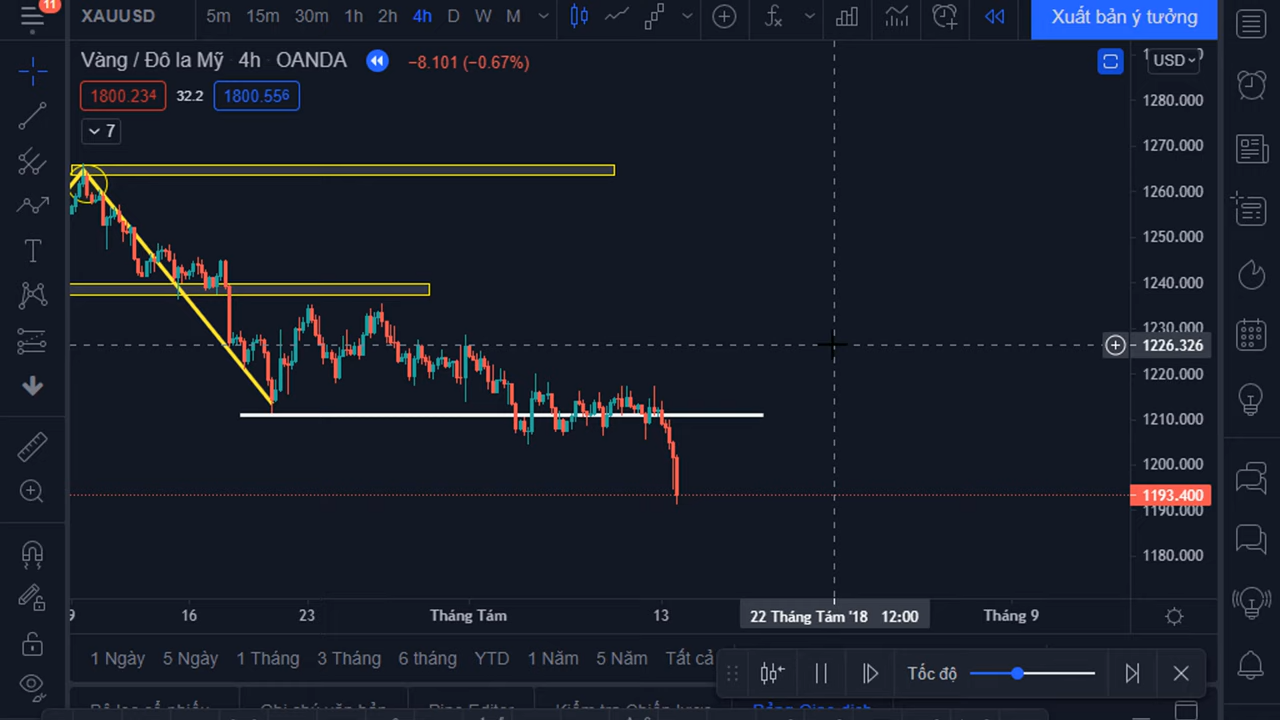 11
XAUUSD 5m 15m 30m 1h 2h 4h D W M Xuất bản ý tưởng
Vàng / Đô la Mỹ 4h OANDA −8.101 (−0.67%) USD
1800.234 32.2 1800.556
7
1280.000
1270.000
1260.000
1250.000
1240.000
1230.000
1226.326
1220.000
1210.000
1200.000
1193.400
1190.000
1180.000
9 16 23 Tháng Tám 13 22 Tháng Tám '18 12:00 Tháng 9
1 Ngày 5 Ngày 1 Tháng 3 Tháng 6 tháng YTD 1 Năm 5 Năm Tất cả
Tốc độ
Pine Editor